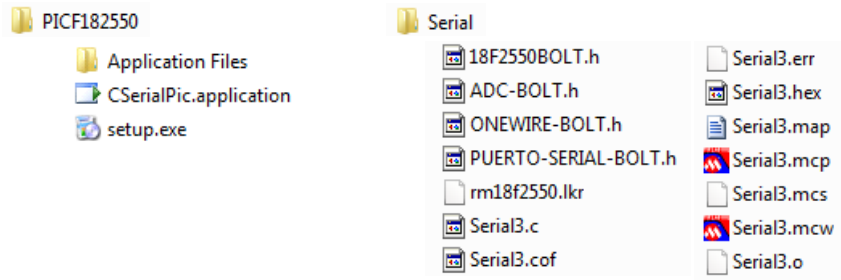 PICF182550
Application Files
CSerialPic.application
setup.exe
Serial
18F2550BOLT.h
ADC-BOLT.h
ONEWIRE-BOLT.h
PUERTO-SERIAL-BOLT.h
rm18f2550.lkr
Serial3.c
Serial3.cof
Serial3.err
Serial3.hex
Serial3.map
Serial3.mcp
Serial3.mcs
Serial3.mcw
Serial3.o